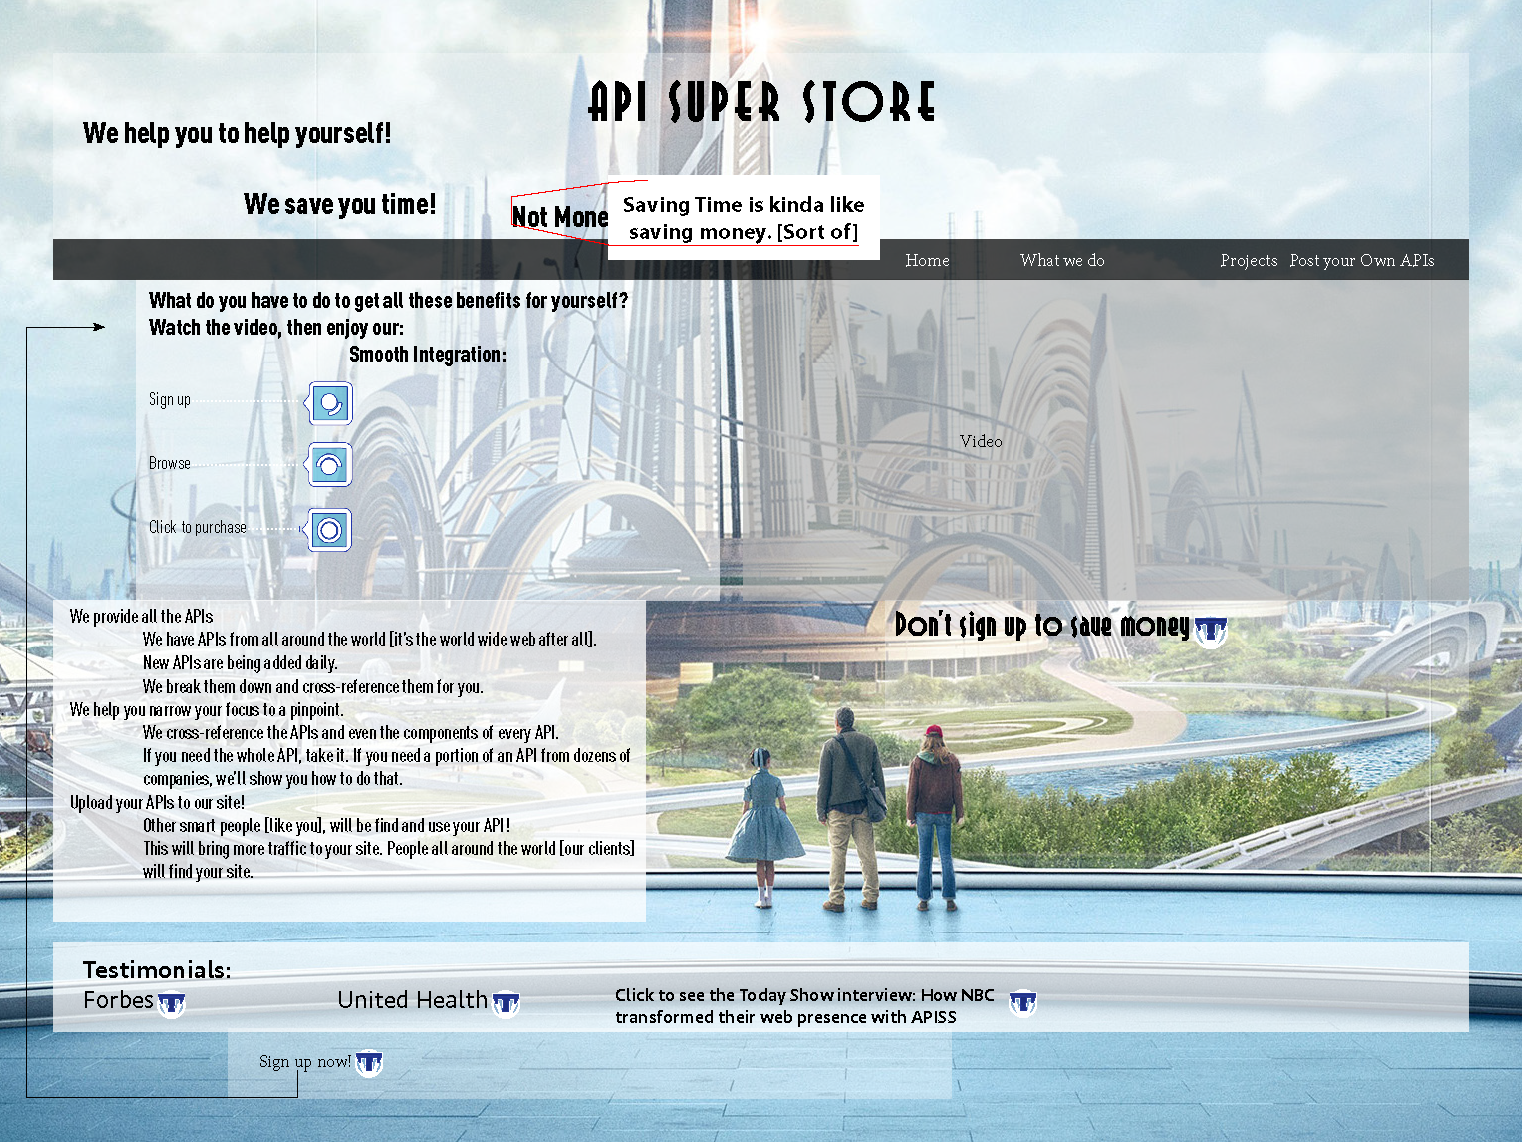 API SUPER STORE
We help you to help yourself!
We save you time!
Not Mone
Saving Time is kinda like
saving money. [Sort of]
Home What we do Projects Post your Own APIs
What do you have to do to get all these benefits for yourself?
Watch the video, then enjoy our:
Smooth Integration:
Sign up
Browse
Click to purchase
Video
We provide all the APIs
We have APIs from all around the world [it's the world wide web after all].
New APIs are being added daily.
We break them down and cross-reference them for you.
We help you narrow your focus to a pinpoint.
We cross-reference the APIs and even the components of every API.
If you need the whole API, take it. If you need a portion of an API from dozens of
companies, we'll show you how to do that.
Upload your APIs to our site!
Other smart people [like you], will be find and use your API!
This will bring more traffic to your site. People all around the world [our clients]
will find your site.
Don't sign up to save money
Testimonials:
Forbes
United Health
Click to see the Today Show interview: How NBC
transformed their web presence with APISS
Sign up now!